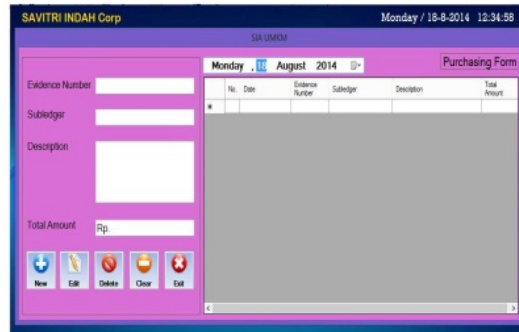 SAVITRI INDAH Corp
Monday / 18-8-2014 12:34:58
SIA UMKM
Monday , 18 August 2014
Purchasing Form
Evidence Number
Subledger
Description
Total Amount
Rp.
No. Date Evidence Number Subledger Description Total Amount
New Edit Delete Clear Exit